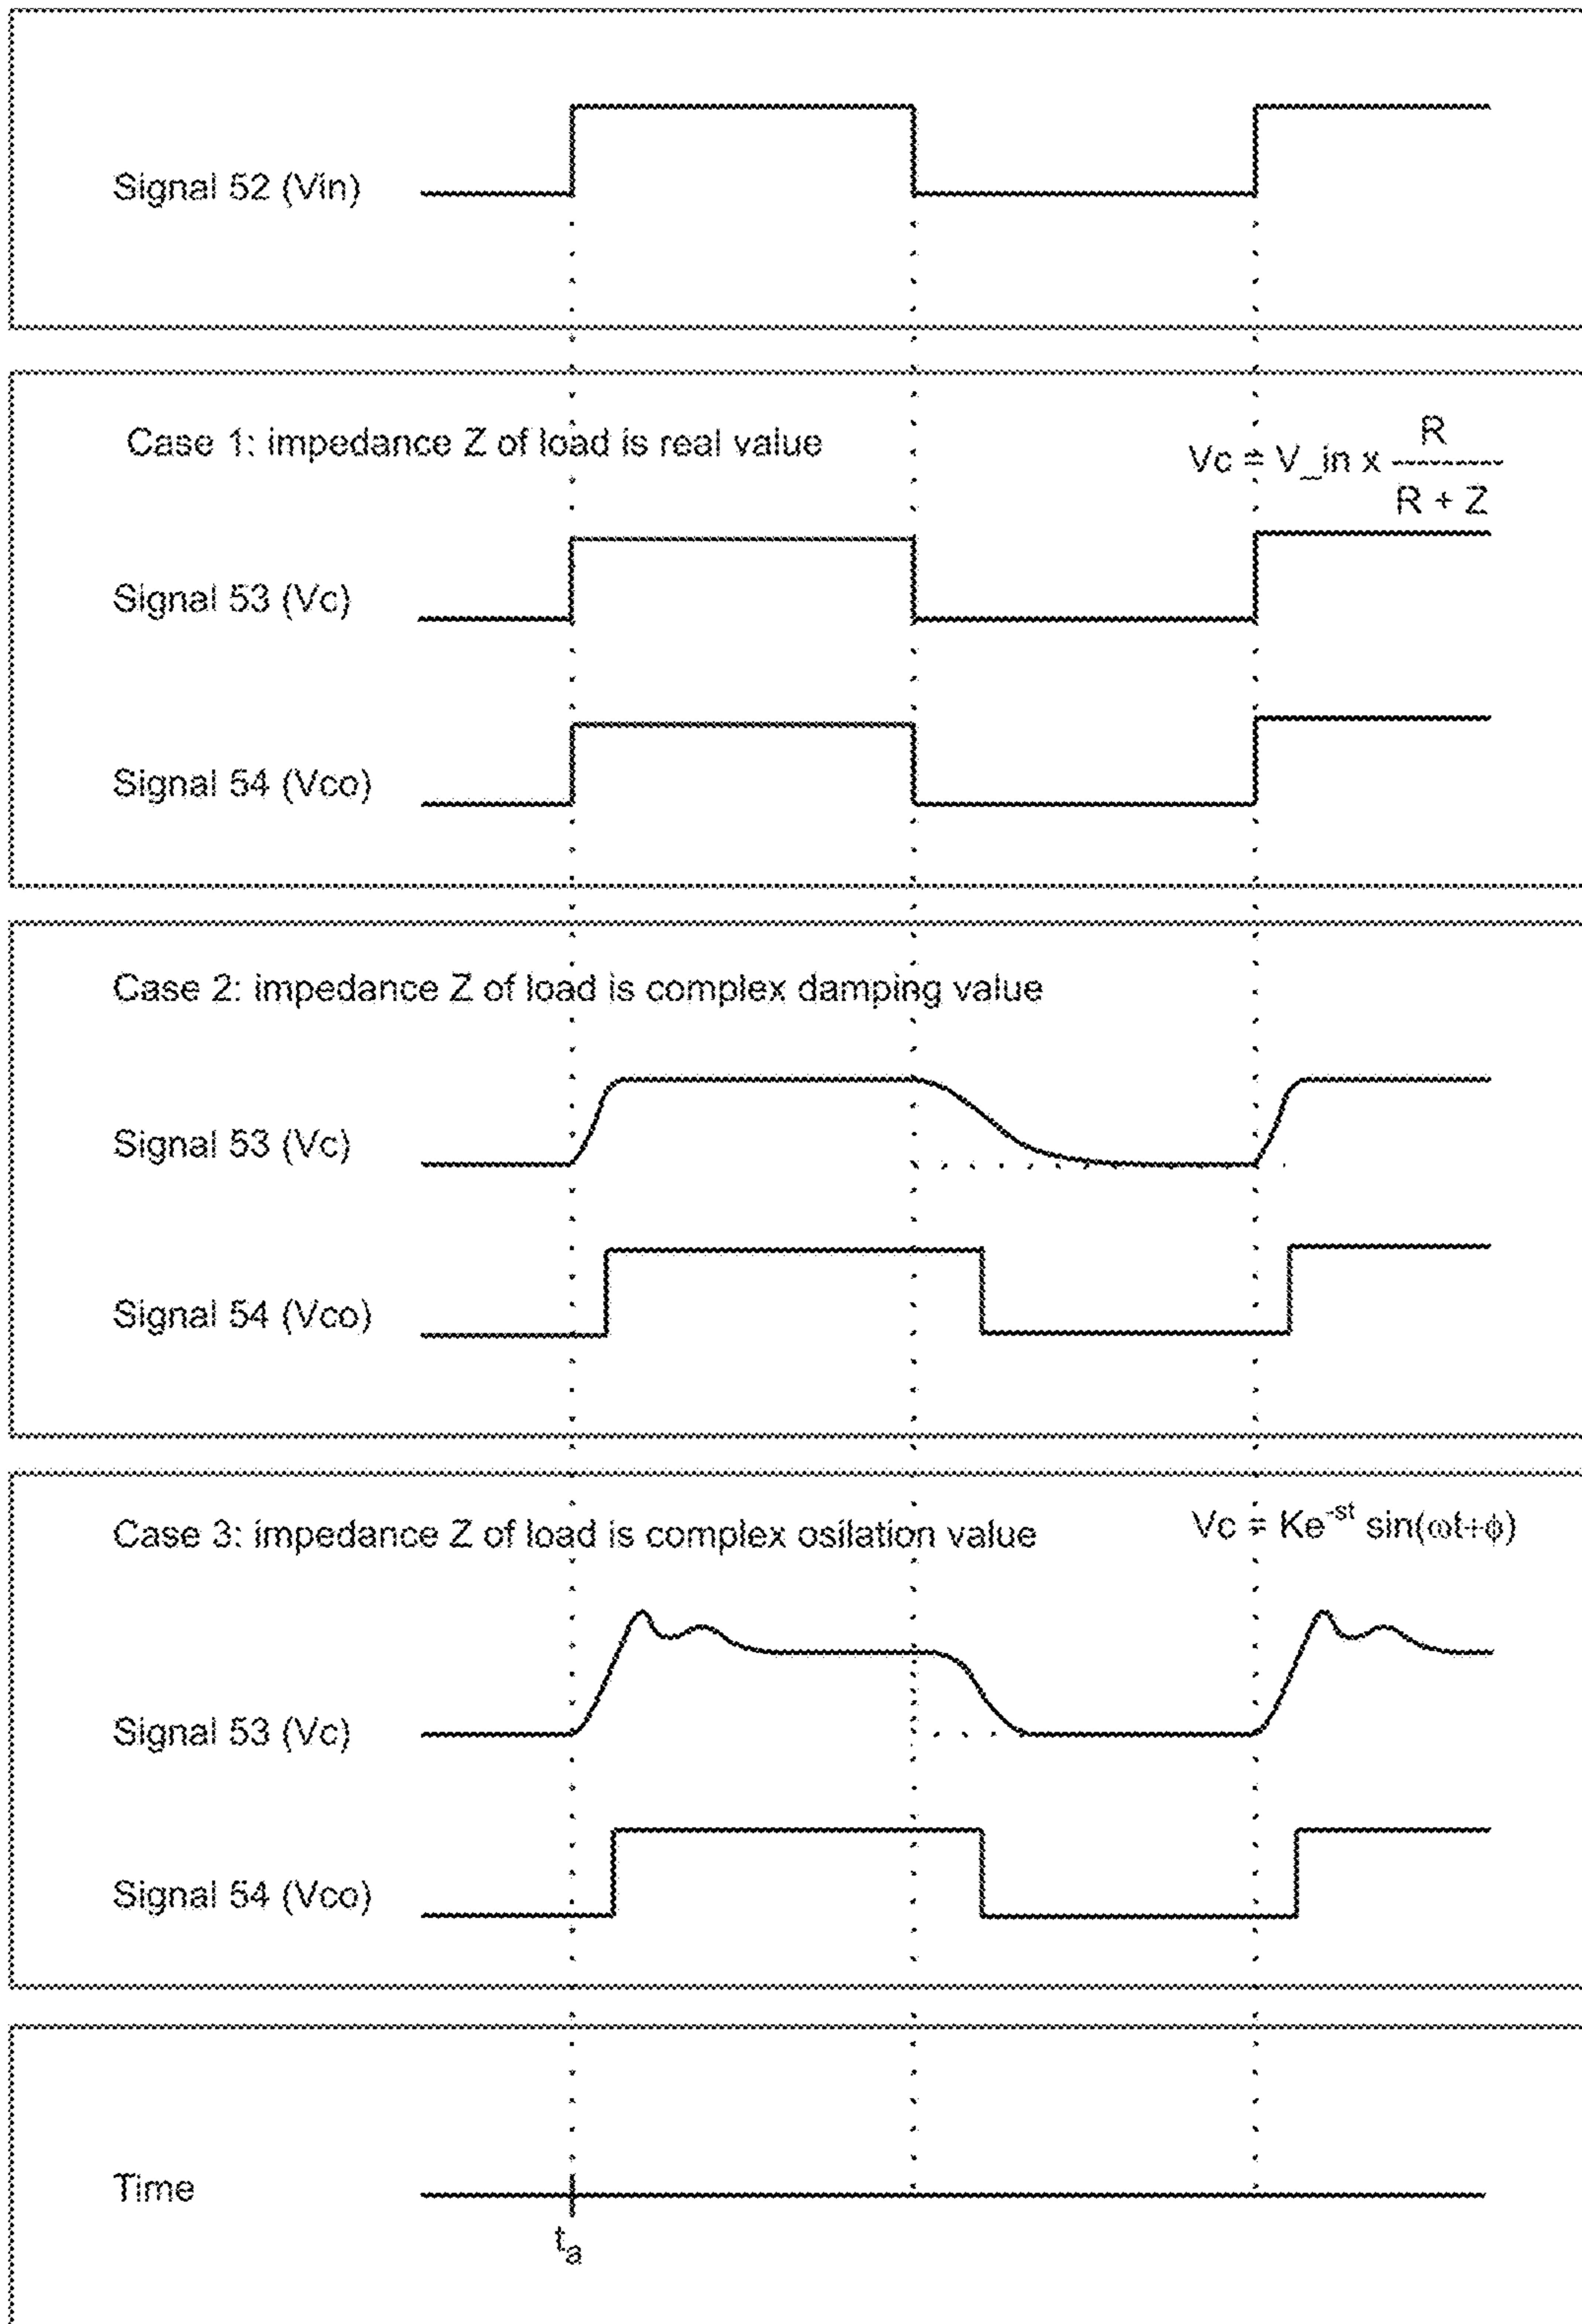 Signal 52 (Vin)
Case 1: impedance Z of load is real value
Vc = V_in x R
R + Z
Signal 53 (Vc)
Signal 54 (Vco)
Case 2: impedance Z of load is complex damping value
Signal 53 (Vc)
Signal 54 (Vco)
Case 3: impedance Z of load is complex osilation value
Vc = Ke^-st sin(ωt+ϕ)
Signal 53 (Vc)
Signal 54 (Vco)
Time
t_a